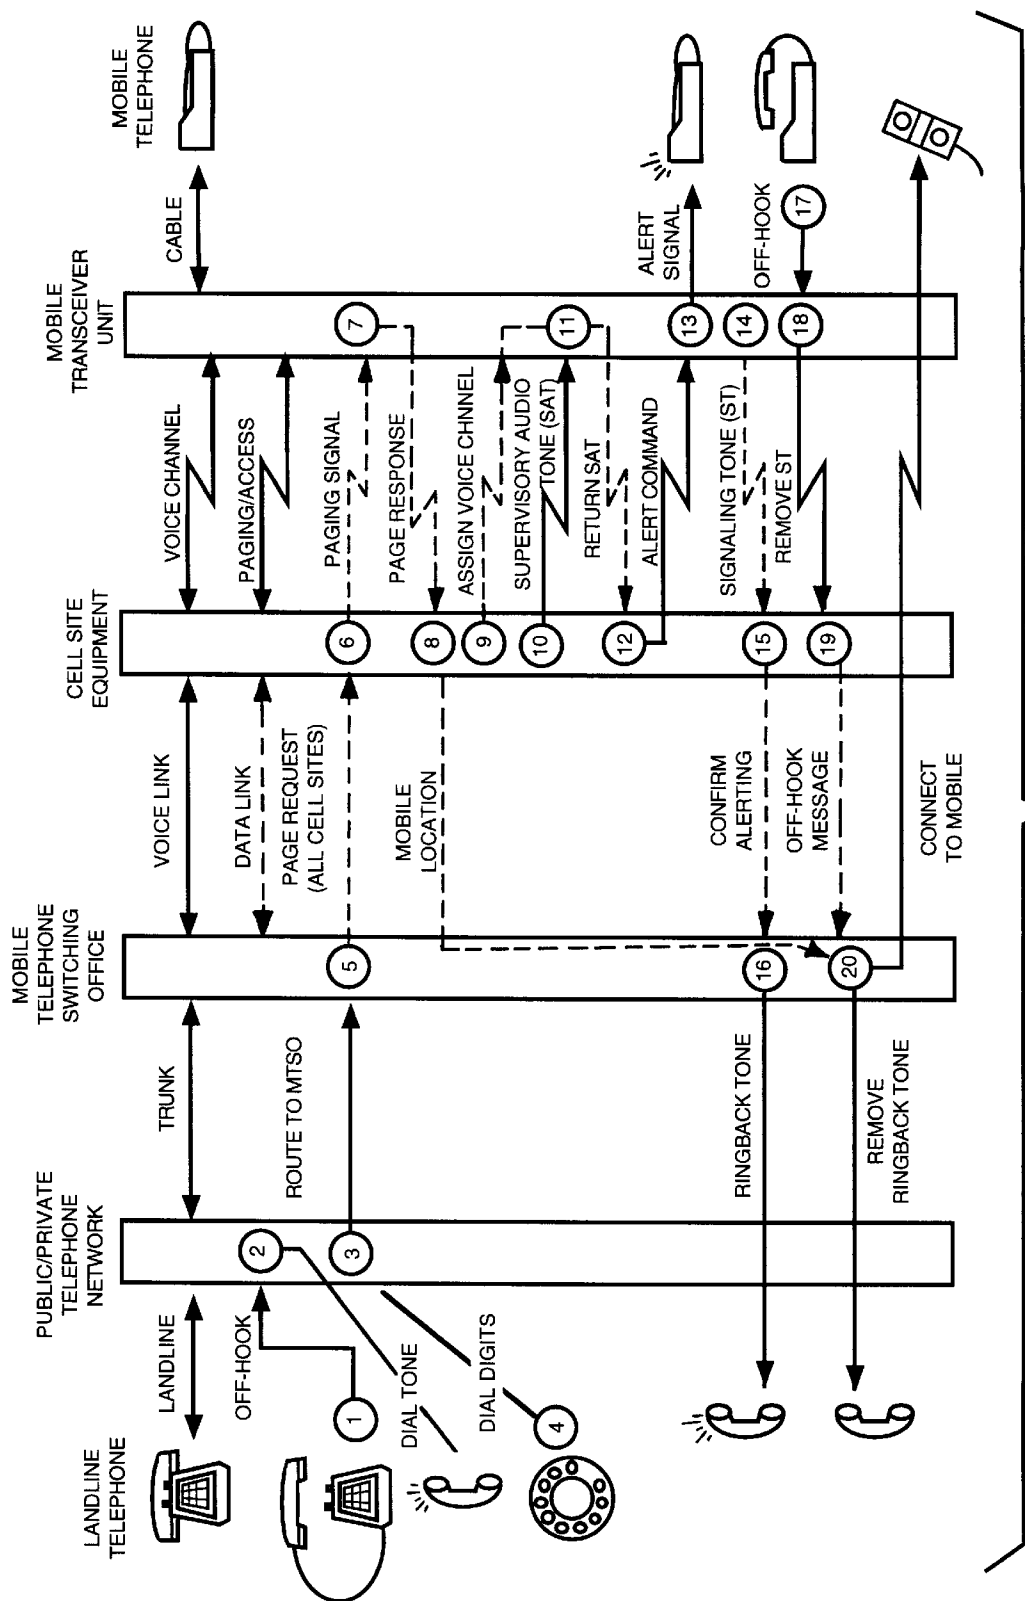 LANDLINE
TELEPHONE
PUBLIC/PRIVATE
TELEPHONE
NETWORK
MOBILE
TELEPHONE
SWITCHING
OFFICE
CELL SITE
EQUIPMENT
MOBILE
TRANSCEIVER
UNIT
MOBILE
TELEPHONE
LANDLINE
TRUNK
VOICE LINK
VOICE CHANNEL
CABLE
OFF-HOOK
2
DATA LINK
PAGING/ACCESS
1
3
ROUTE TO MTSO
5
PAGE REQUEST
(ALL CELL SITES)
6
PAGING SIGNAL
7
DIAL TONE
MOBILE
LOCATION
8
PAGE RESPONSE
DIAL DIGITS
9
ASSIGN VOICE CHNNEL
4
10
SUPERVISORY AUDIO
TONE (SAT)
11
12
RETURN SAT
ALERT COMMAND
13
ALERT
SIGNAL
RINGBACK TONE
16
CONFIRM
ALERTING
15
SIGNALING TONE (ST)
14
OFF-HOOK
17
REMOVE
RINGBACK TONE
20
OFF-HOOK
MESSAGE
19
REMOVE ST
18
CONNECT
TO MOBILE